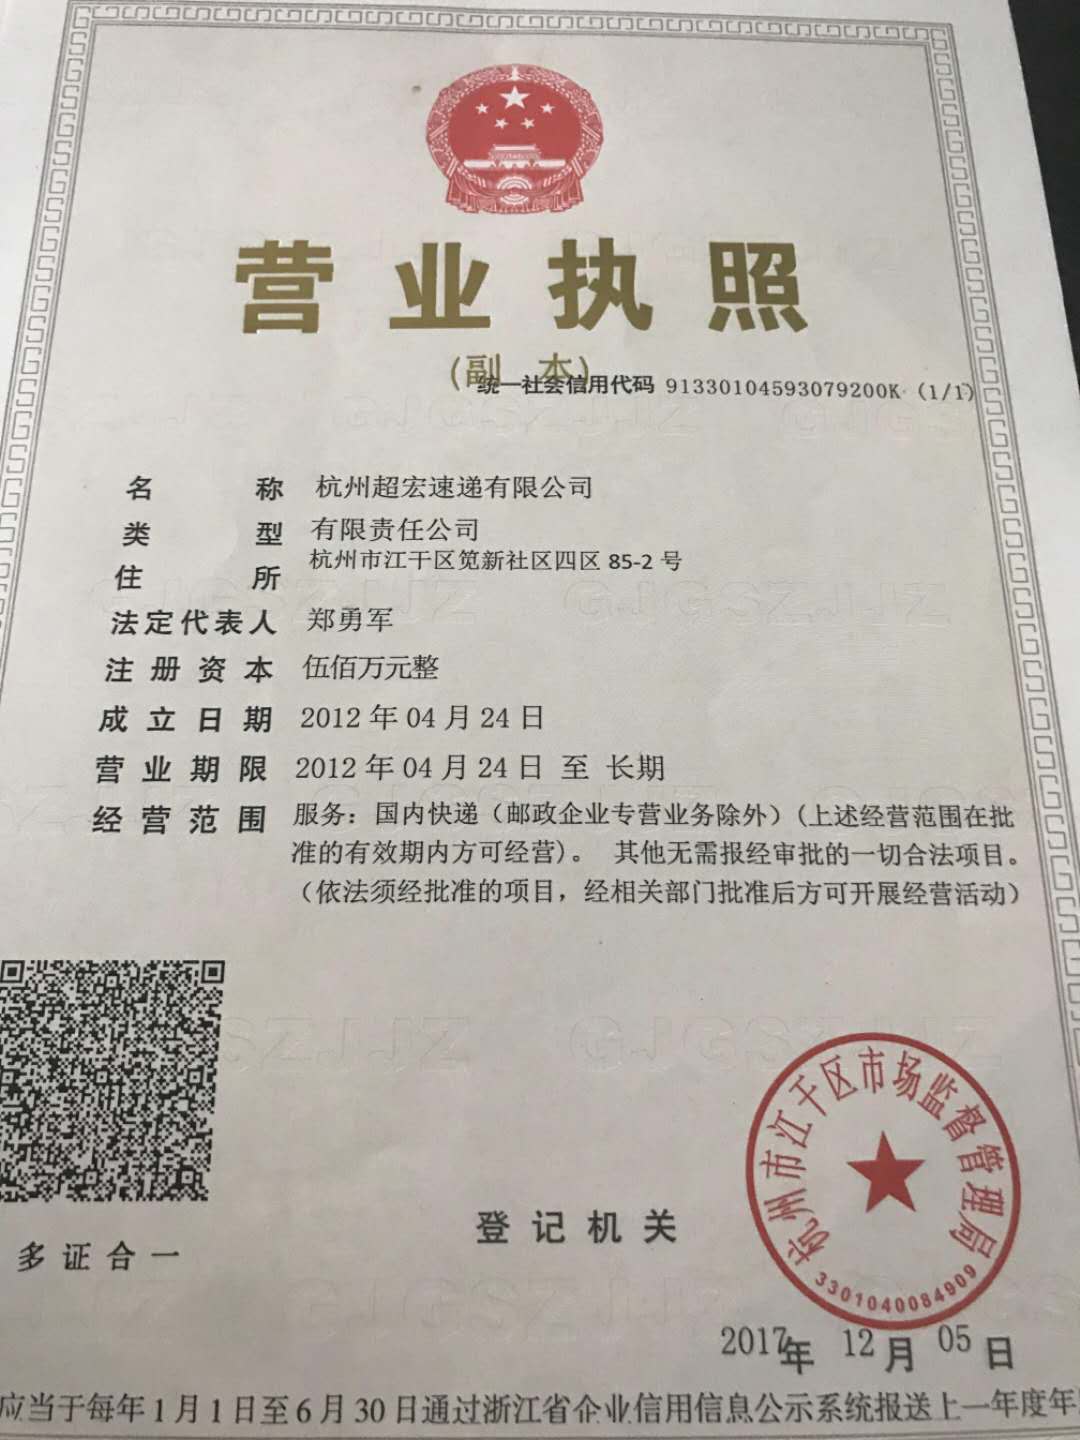 营业执照
(副 本)
统一社会信用代码 91330104593079200K (1/1)
名称 杭州超宏速递有限公司
类型 有限责任公司
住所 杭州市江干区筧新社区四区 85-2 号
法定代表人 郑勇军
注册资本 伍佰万元整
成立日期 2012 年 04 月 24 日
营业期限 2012 年 04 月 24 日 至 长期
经营范围 服务：国内快递（邮政企业专营业务除外）(上述经营范围在批
准的有效期内方可经营)。 其他无需报经审批的一切合法项目。
（依法须经批准的项目，经相关部门批准后方可开展经营活动）
多证合一
登记机关
杭州市江干区市场监督管理局
3301040084909
2017年 12月 05日
应当于每年1月1日至6月30日通过浙江省企业信用信息公示系统报送上一年度年
GJGSZJJZ